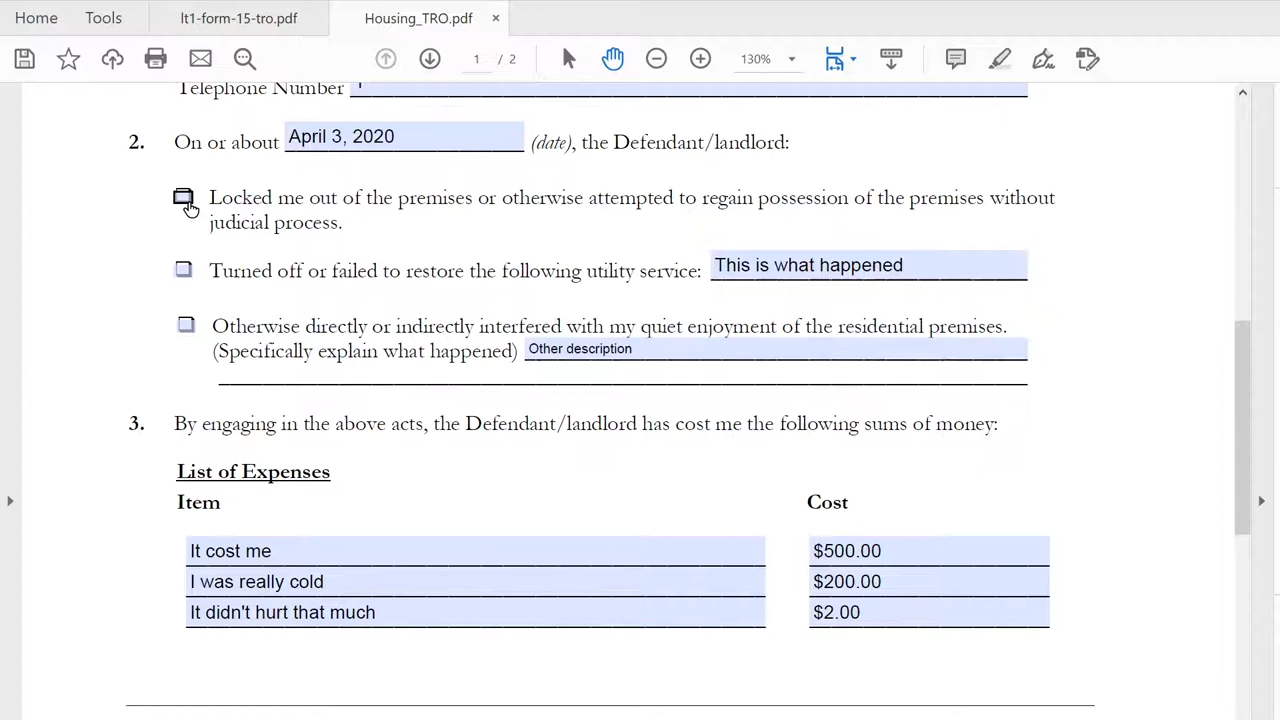 Home Tools lt1-form-15-tro.pdf Housing_TRO.pdf ×
1 / 2 130%
Telephone Number
2. On or about April 3, 2020 (date), the Defendant/landlord:
Locked me out of the premises or otherwise attempted to regain possession of the premises without
judicial process.
Turned off or failed to restore the following utility service: This is what happened
Otherwise directly or indirectly interfered with my quiet enjoyment of the residential premises.
(Specifically explain what happened) Other description
3. By engaging in the above acts, the Defendant/landlord has cost me the following sums of money:
List of Expenses
Item Cost
It cost me $500.00
I was really cold $200.00
It didn't hurt that much $2.00